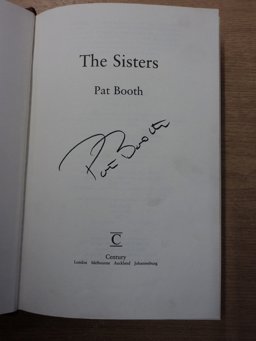 The Sisters
Pat Booth
Pat Booth
C
Century
London Melbourne Auckland Johannesburg